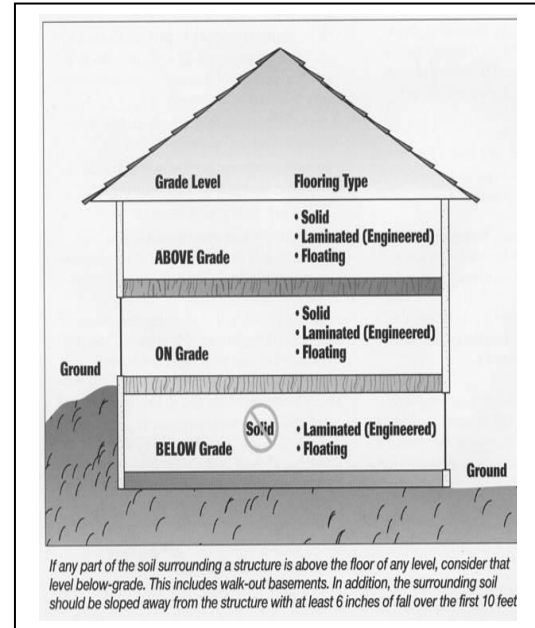 Grade Level Flooring Type
• Solid
• Laminated (Engineered)
ABOVE Grade • Floating
• Solid
• Laminated (Engineered)
ON Grade • Floating
Ground
Solid • Laminated (Engineered)
BELOW Grade • Floating
Ground
If any part of the soil surrounding a structure is above the floor of any level, consider that
level below-grade. This includes walk-out basements. In addition, the surrounding soil
should be sloped away from the structure with at least 6 inches of fall over the first 10 feet